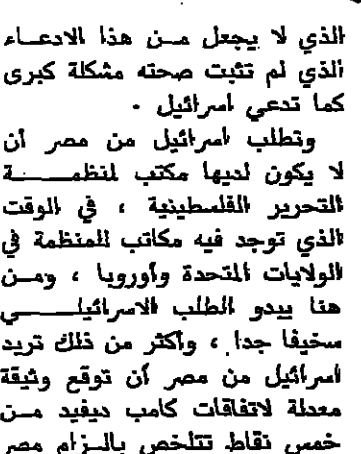 الذي لا يجعل من هذا الادعاء
الذي لم تثبت صحته مشكلة كبرى
كما تدعي اسرائيل .
وتطلب اسرائيل من مصر أن
لا يكون لديها مكتب لمنظمة
التحرير الفلسطينية ، في الوقت
الذي توجد فيه مكاتب للمنظمة في
الولايات المتحدة وأوروبا ، ومن
هنا يبدو الطلب الاسرائيلي
سخيفا جدا ، وأكثر من ذلك تريد
اسرائيل من مصر أن توقع وثيقة
معدلة لاتفاقات كامب ديفيد من
خمس نقاط تتلخص بالزام مصر